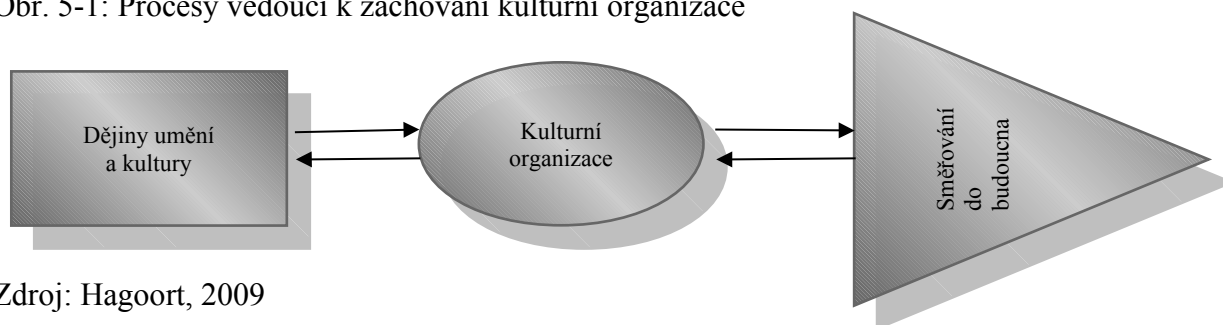 Obr. 5-1: Procesy vedoucí k zachování kulturní organizace
Dějiny umění
a kultury
Kulturní
organizace
Směřování
do
budoucna
Zdroj: Hagoort, 2009